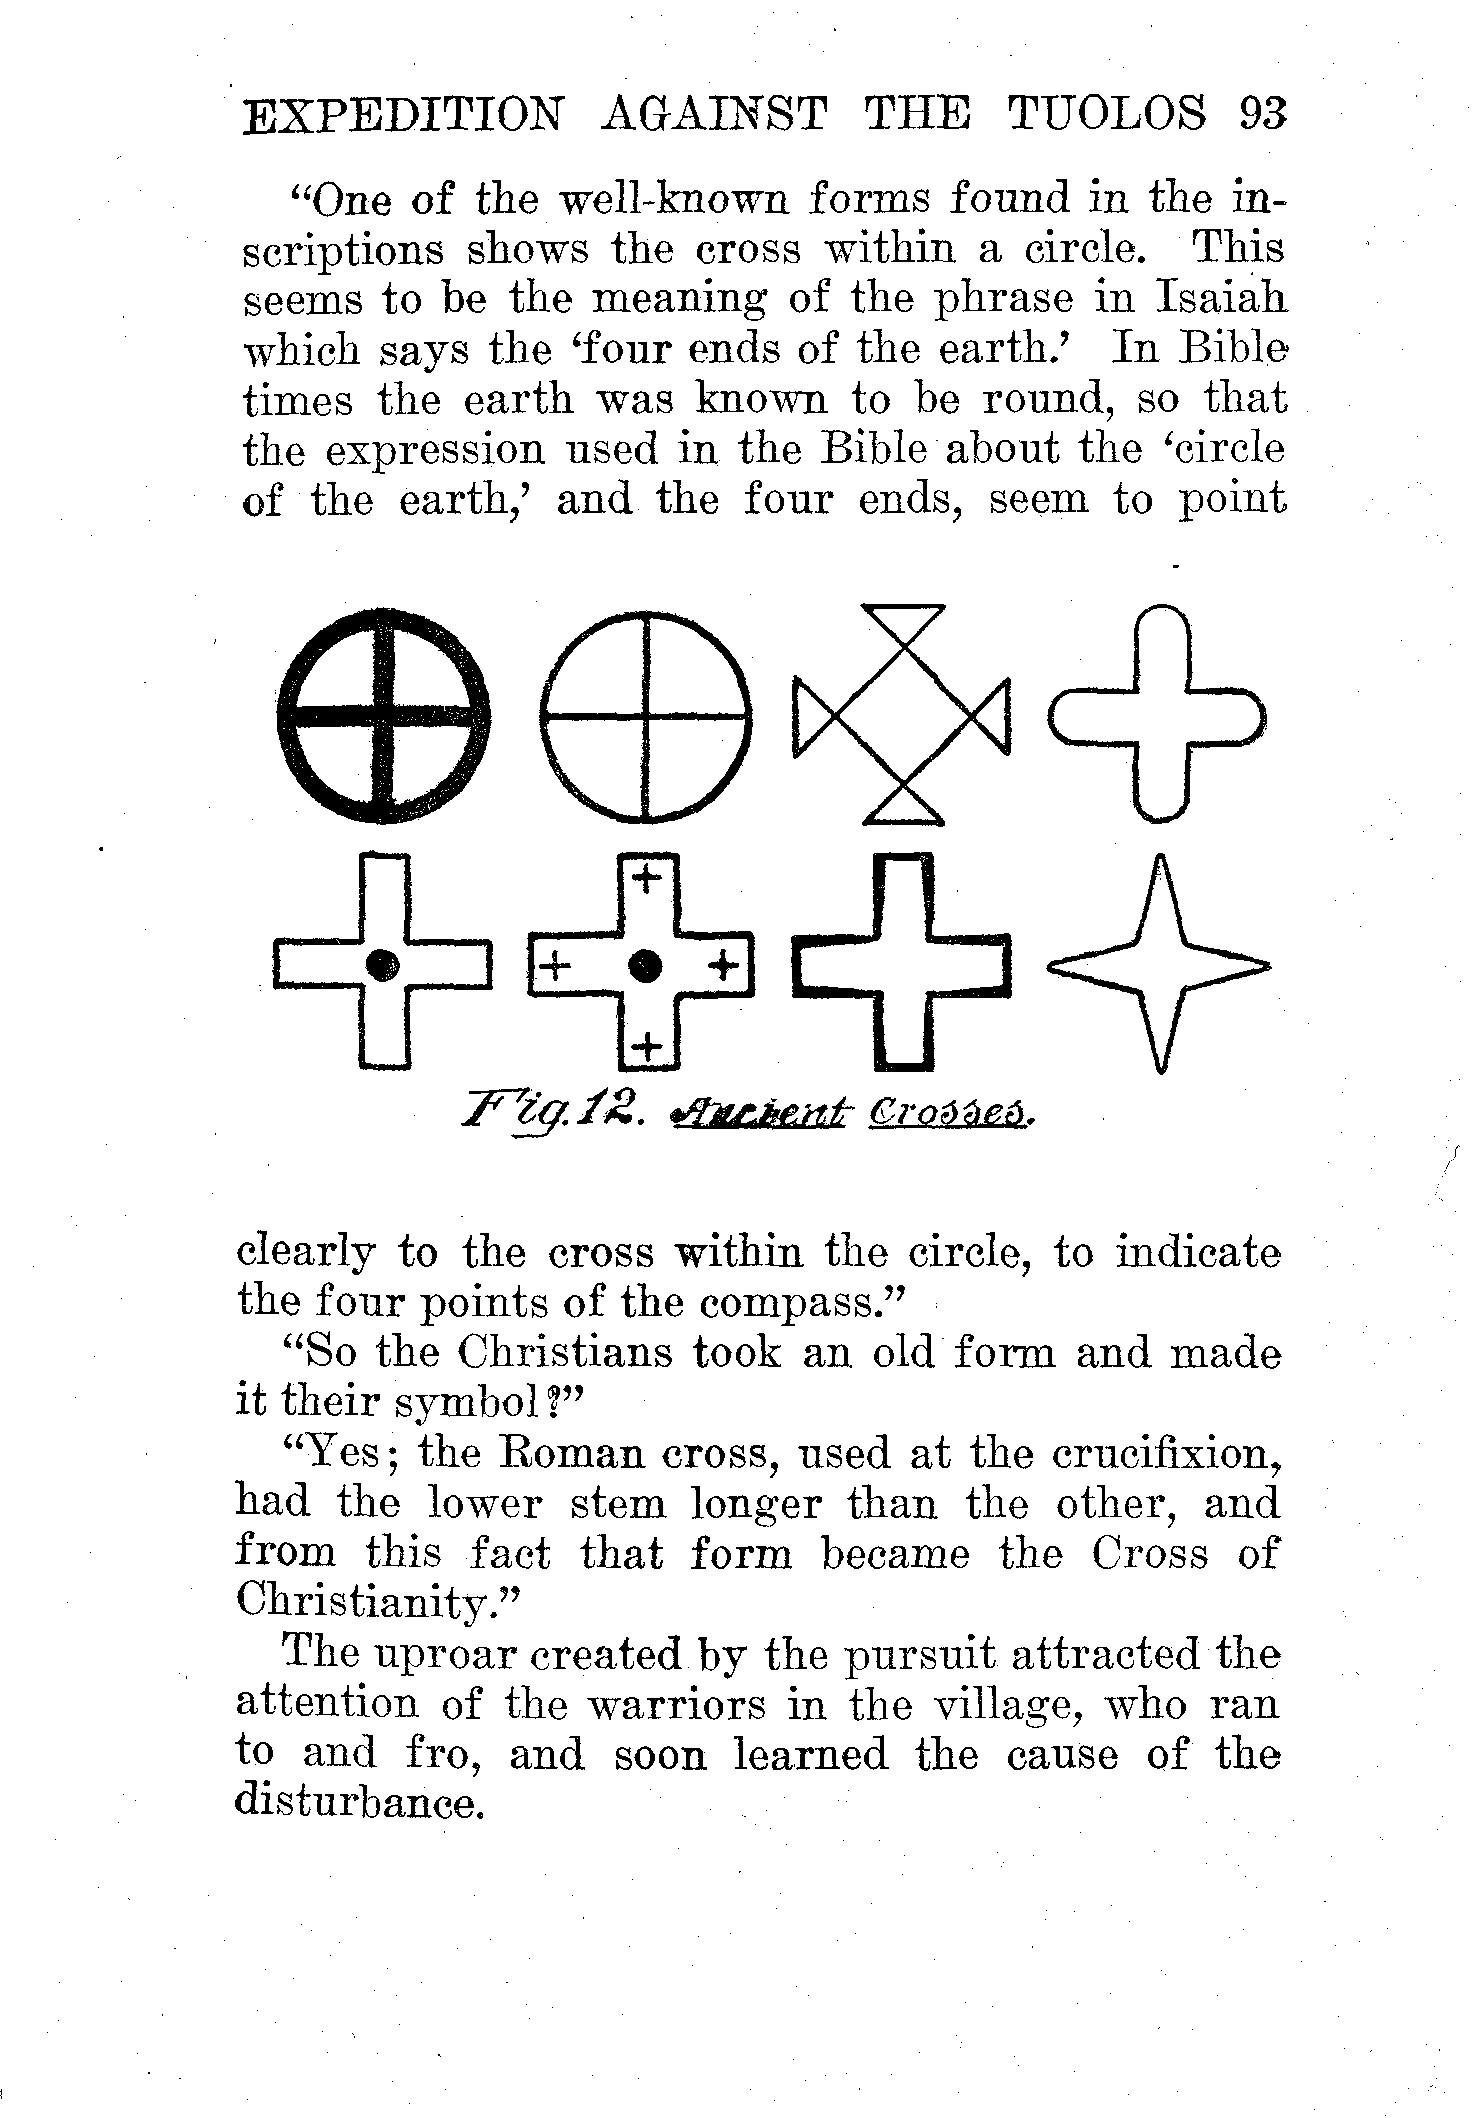 EXPEDITION AGAINST THE TUOLOS 93
“One of the well-known forms found in the in-
scriptions shows the cross within a circle. This
seems to be the meaning of the phrase in Isaiah
which says the ‘four ends of the earth.’ In Bible
times the earth was known to be round, so that
the expression used in the Bible about the ‘circle
of the earth,’ and the four ends, seem to point
Fig.12. Ancient Crosses.
clearly to the cross within the circle, to indicate
the four points of the compass.”
“So the Christians took an old form and made
it their symbol?”
“Yes; the Roman cross, used at the crucifixion,
had the lower stem longer than the other, and
from this fact that form became the Cross of
Christianity.”
The uproar created by the pursuit attracted the
attention of the warriors in the village, who ran
to and fro, and soon learned the cause of the
disturbance.